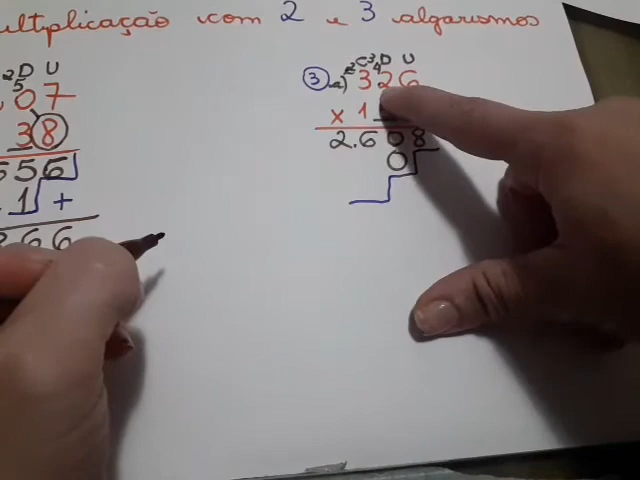 ultiplicação com 2 e 3 algarismos
2 D U
5
07
38
556
1 +
266
3 a) 2 C 3 D U
4
326
x 1
2.608
0